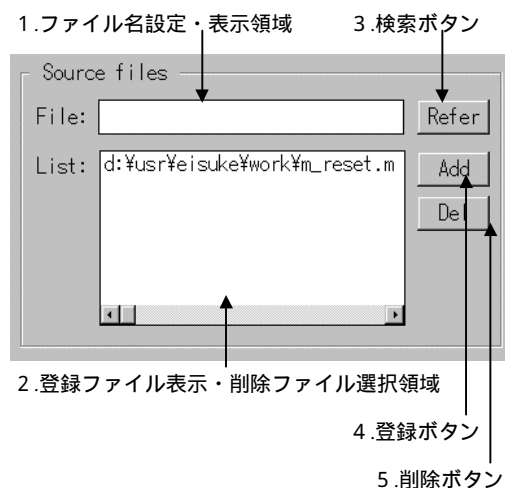 1.ファイル名設定・表示領域
3.検索ボタン
Source files
File:
Refer
List:
d:¥usr¥eisuke¥work¥m_reset.m
Add
Del
2.登録ファイル表示・削除ファイル選択領域
4.登録ボタン
5.削除ボタン